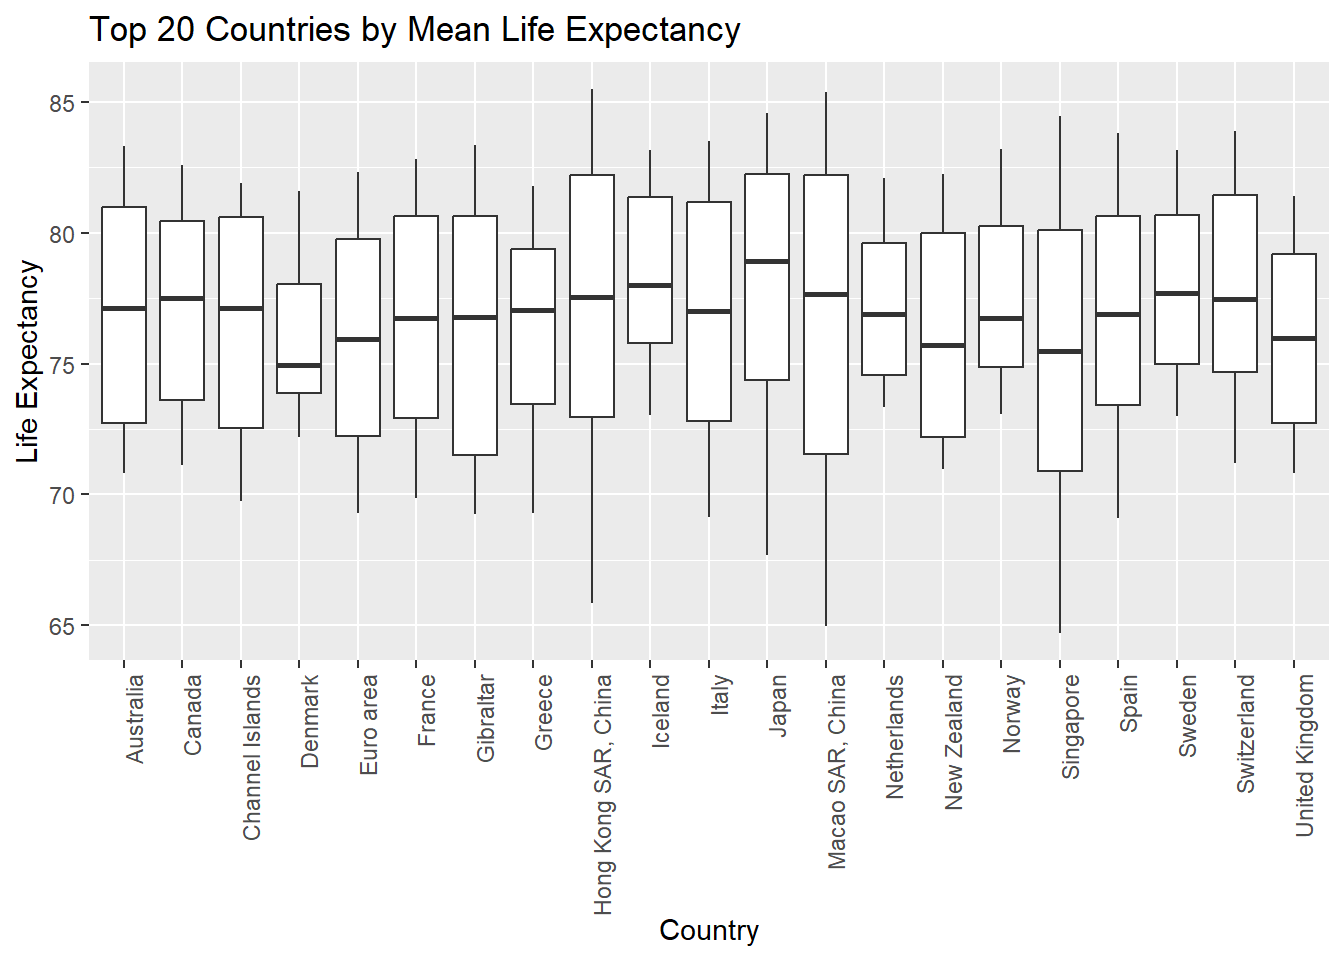 Top 20 Countries by Mean Life Expectancy
Life Expectancy
85
80
75
70
65
Australia
Canada
Channel Islands
Denmark
Euro area
France
Gibraltar
Greece
Hong Kong SAR, China
Iceland
Italy
Japan
Macao SAR, China
Netherlands
New Zealand
Norway
Singapore
Spain
Sweden
Switzerland
United Kingdom
Country